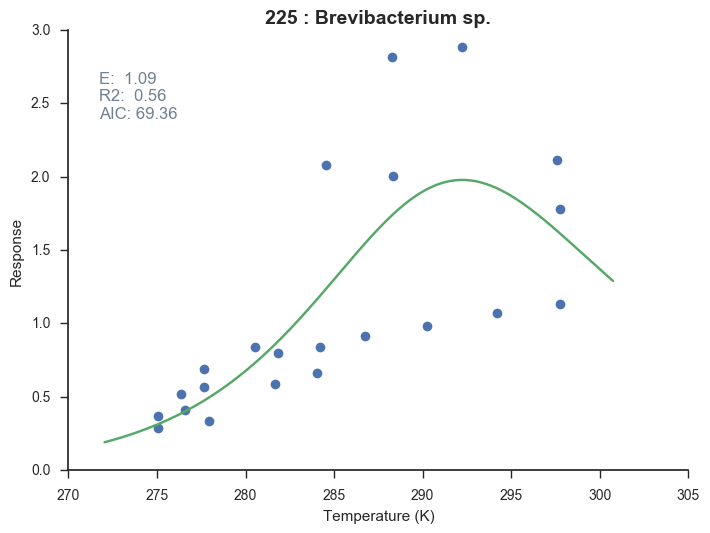 225 : Brevibacterium sp.
E:  1.09
R2:  0.56
AIC: 69.36
Response
3.0
2.5
2.0
1.5
1.0
0.5
0.0
270 275 280 285 290 295 300 305
Temperature (K)